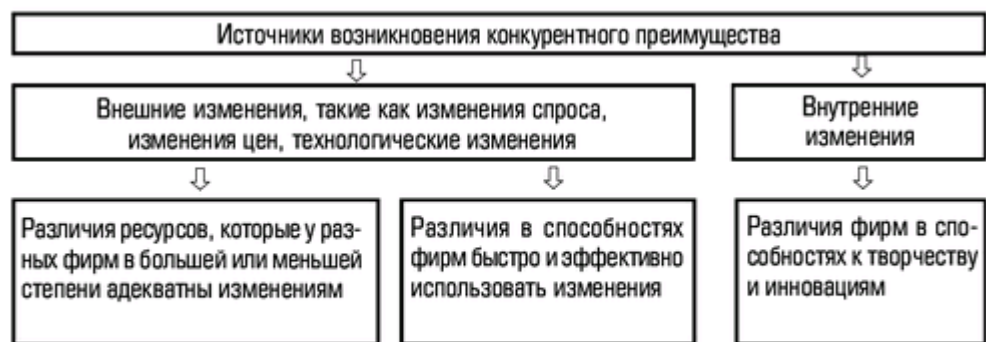 Источники возникновения конкурентного преимущества
Внешние изменения, такие как изменения спроса,
изменения цен, технологические изменения
Внутренние
изменения
Различия ресурсов, которые у раз-
ных фирм в большей или меньшей
степени адекватны изменениям
Различия в способностях
фирм быстро и эффективно
использовать изменения
Различия фирм в спо-
собностях к творчеству
и инновациям